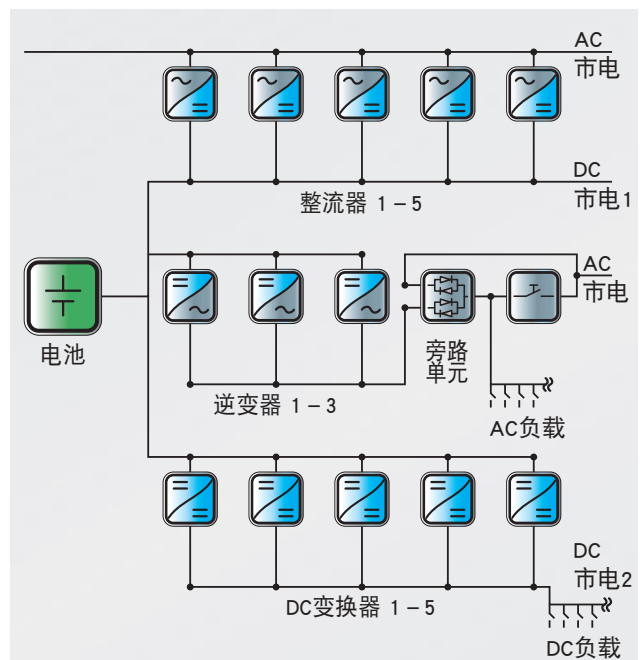 AC
市电
DC
市电1
整流器 1–5
AC
市电
电池
旁路
单元
逆变器 1–3
AC负载
DC
市电2
DC变换器 1–5
DC负载